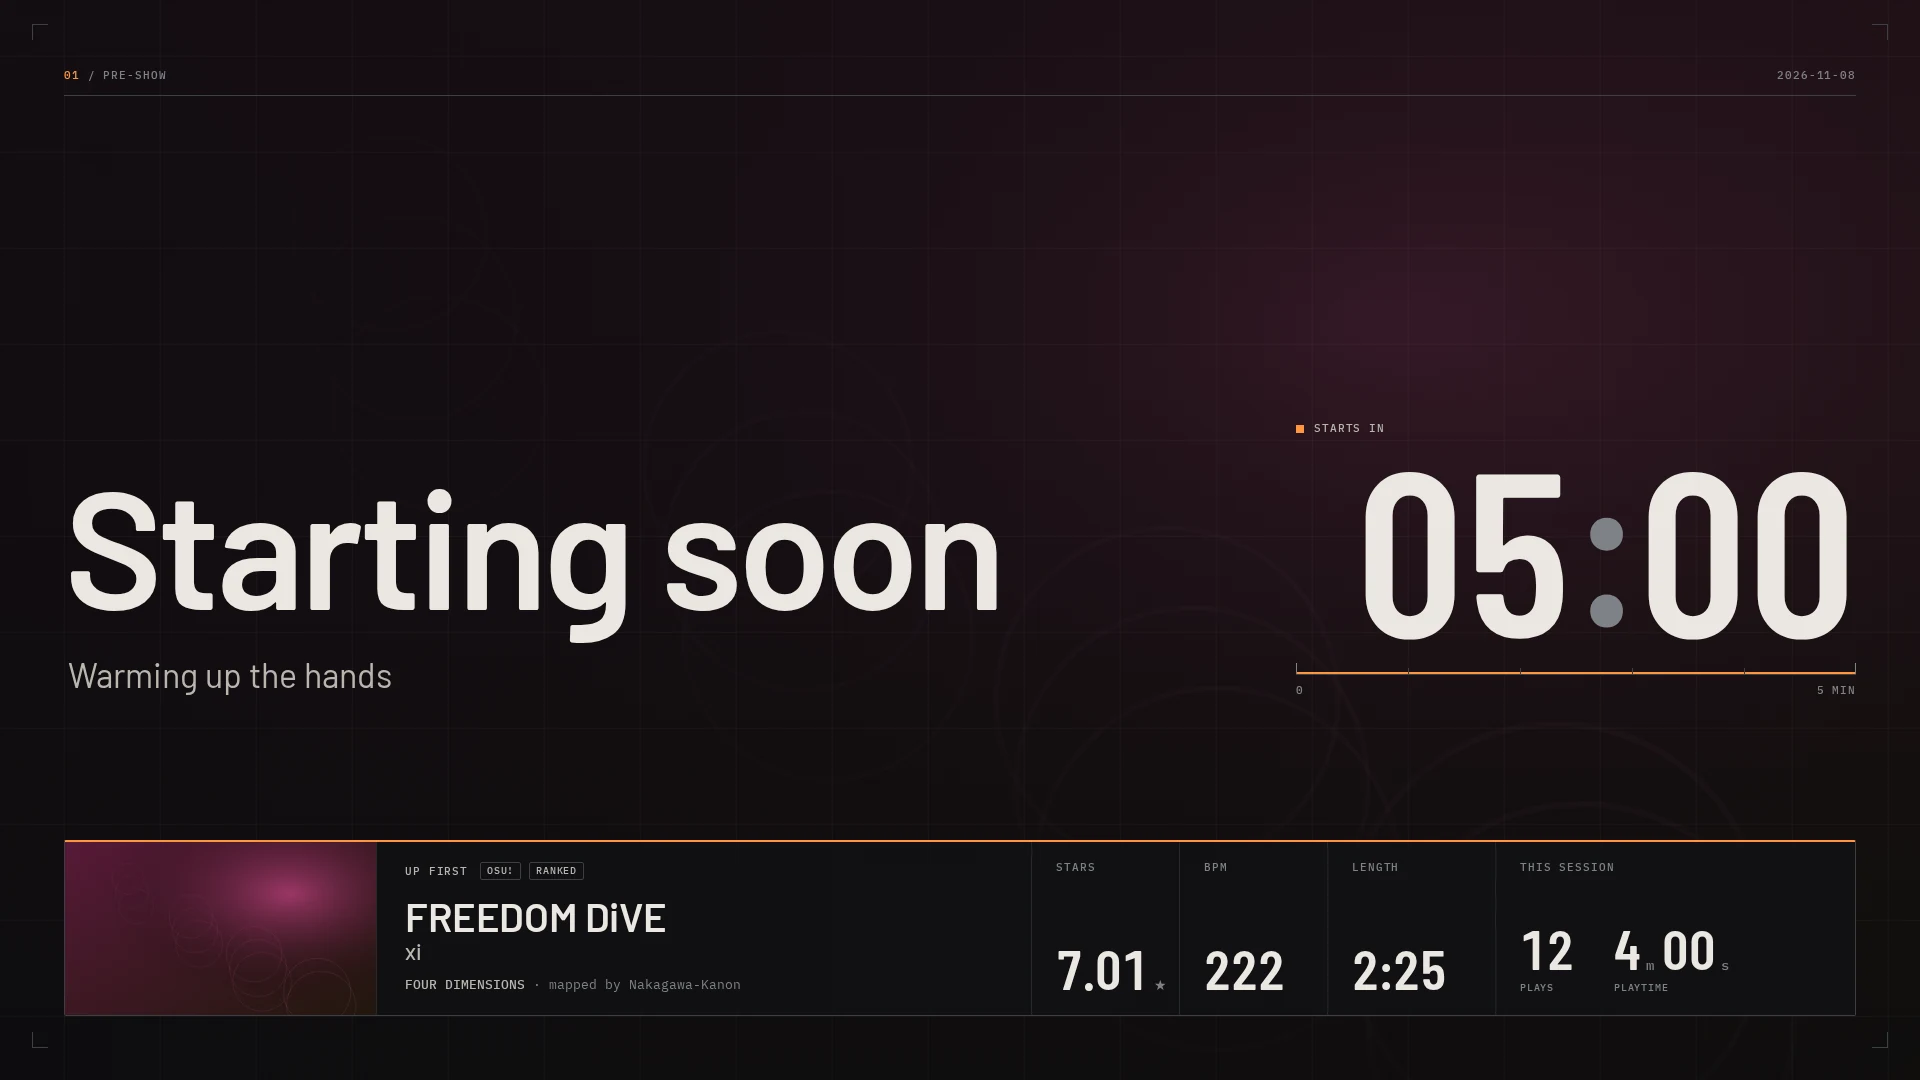 01 / PRE-SHOW
2026-11-08
STARTS IN
Starting soon
05:00
Warming up the hands
0
5 MIN
UP FIRST OSU! RANKED
FREEDOM DiVE
xi
FOUR DIMENSIONS · mapped by Nakagawa-Kanon
STARS
7.01 ★
BPM
222
LENGTH
2:25
THIS SESSION
12
PLAYS
4 m 00 s
PLAYTIME